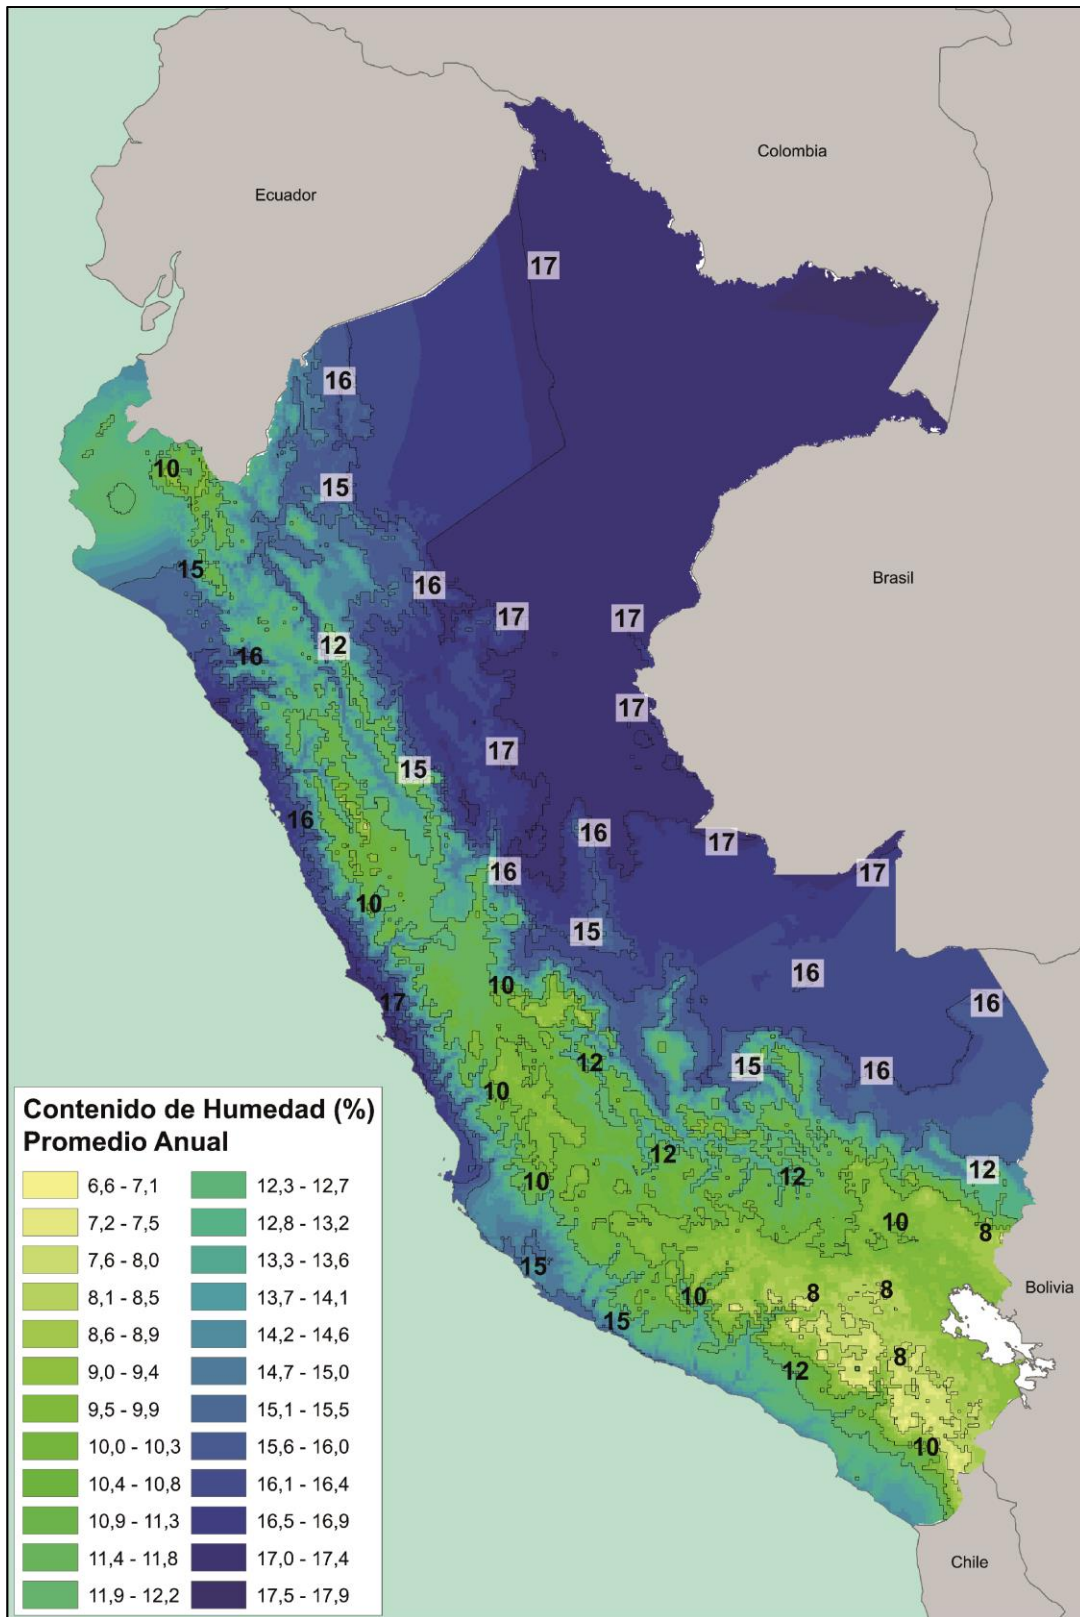 Colombia
Ecuador
17
16
10
15
15
16
Brasil
17
17
12
16
17
17
15
16
16
17
16
17
10
15
16
10
16
17
12
15
16
10
12
12
12
10
10
8
15
10
8
8
Bolivia
15
8
12
10
Chile
Contenido de Humedad (%)
Promedio Anual
6,6 - 7,1
7,2 - 7,5
7,6 - 8,0
8,1 - 8,5
8,6 - 8,9
9,0 - 9,4
9,5 - 9,9
10,0 - 10,3
10,4 - 10,8
10,9 - 11,3
11,4 - 11,8
11,9 - 12,2
12,3 - 12,7
12,8 - 13,2
13,3 - 13,6
13,7 - 14,1
14,2 - 14,6
14,7 - 15,0
15,1 - 15,5
15,6 - 16,0
16,1 - 16,4
16,5 - 16,9
17,0 - 17,4
17,5 - 17,9